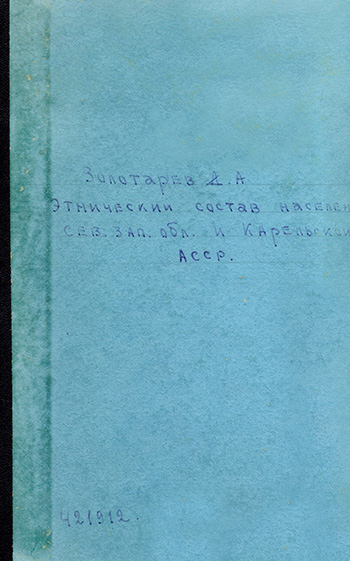 Золотарев Д.А
Этнический состав населен
Сев. Зап. Обл. и Карельской
АССР.
421912.